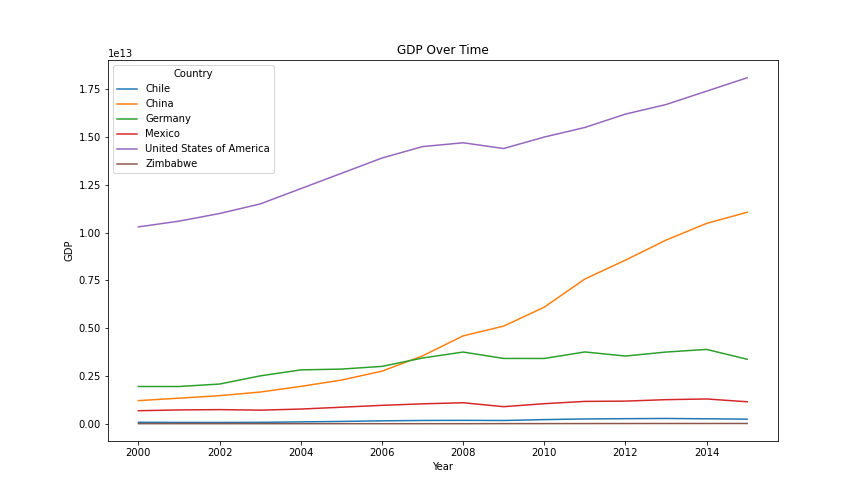 GDP Over Time
1e13
Country
Chile
China
Germany
Mexico
United States of America
Zimbabwe
1.75
1.50
1.25
1.00
0.75
0.50
0.25
0.00
GDP
2000 2002 2004 2006 2008 2010 2012 2014
Year